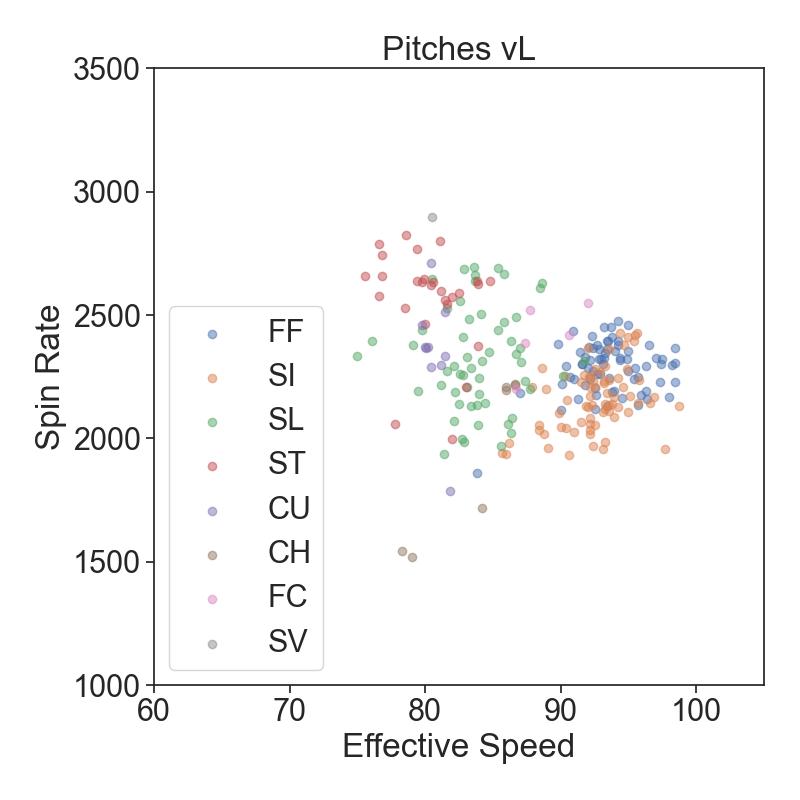 Pitches vL
3500
3000
2500
2000
1500
1000
Spin Rate
FF
SI
SL
ST
CU
CH
FC
SV
60 70 80 90 100
Effective Speed